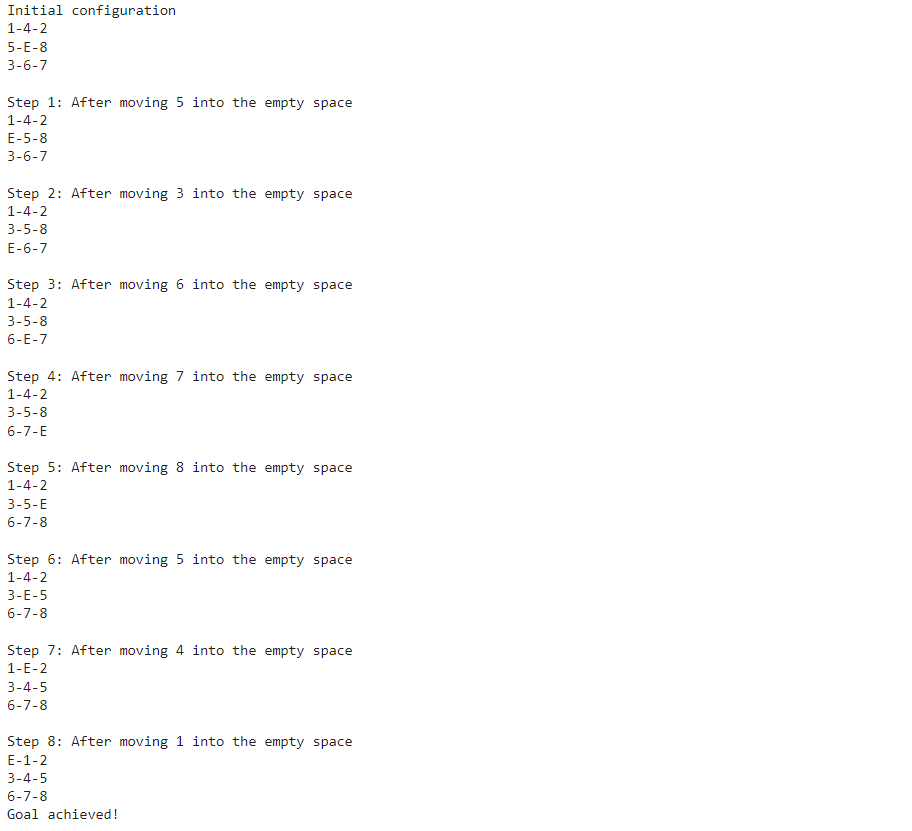 Initial configuration
1-4-2
5-E-8
3-6-7
Step 1: After moving 5 into the empty space
1-4-2
E-5-8
3-6-7
Step 2: After moving 3 into the empty space
1-4-2
3-5-8
E-6-7
Step 3: After moving 6 into the empty space
1-4-2
3-5-8
6-E-7
Step 4: After moving 7 into the empty space
1-4-2
3-5-8
6-7-E
Step 5: After moving 8 into the empty space
1-4-2
3-5-E
6-7-8
Step 6: After moving 5 into the empty space
1-4-2
3-E-5
6-7-8
Step 7: After moving 4 into the empty space
1-E-2
3-4-5
6-7-8
Step 8: After moving 1 into the empty space
E-1-2
3-4-5
6-7-8
Goal achieved!